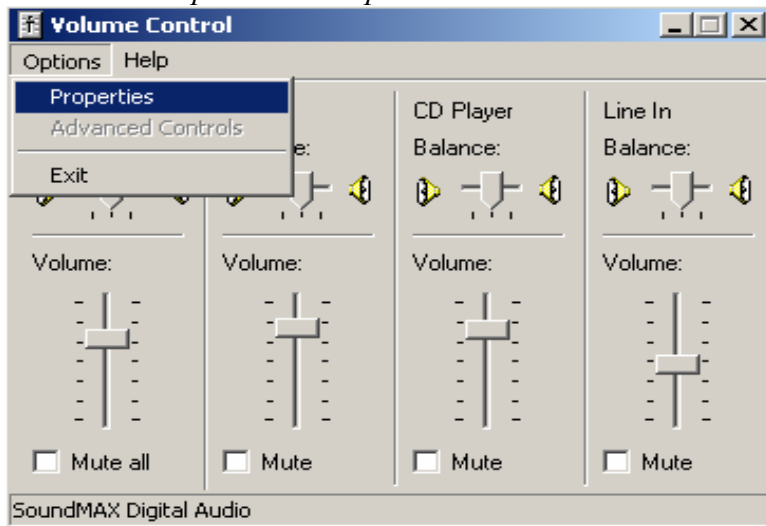 Volume Control
Options Help
Properties
Advanced Controls
Exit
e:
CD Player
Balance:
Line In
Balance:
Volume:
Mute all
Volume:
Mute
Volume:
Mute
Volume:
Mute
SoundMAX Digital Audio